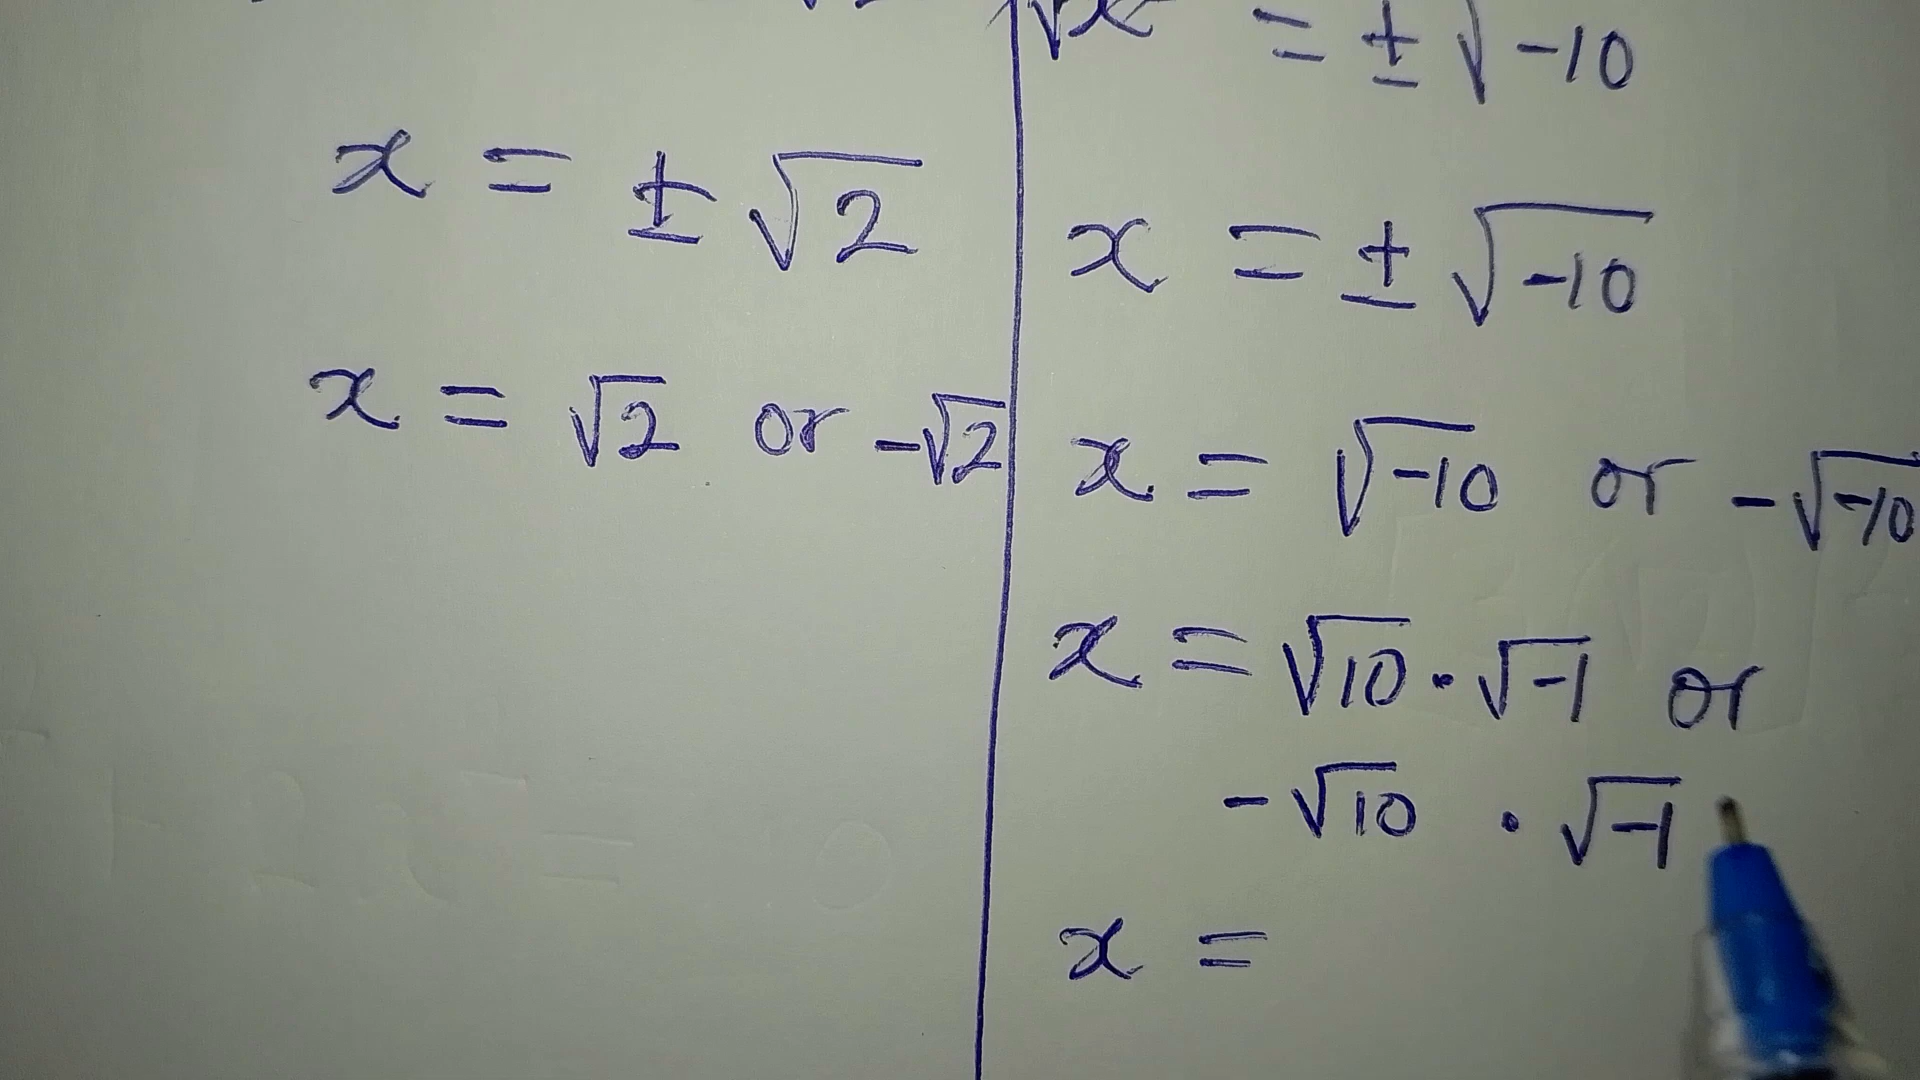 x = ± √2
x = √2 or -√2
= ± √-10
x = ± √-10
x = √-10 or -√-10
x = √10 · √-1 or
-√10 · √-1
x =